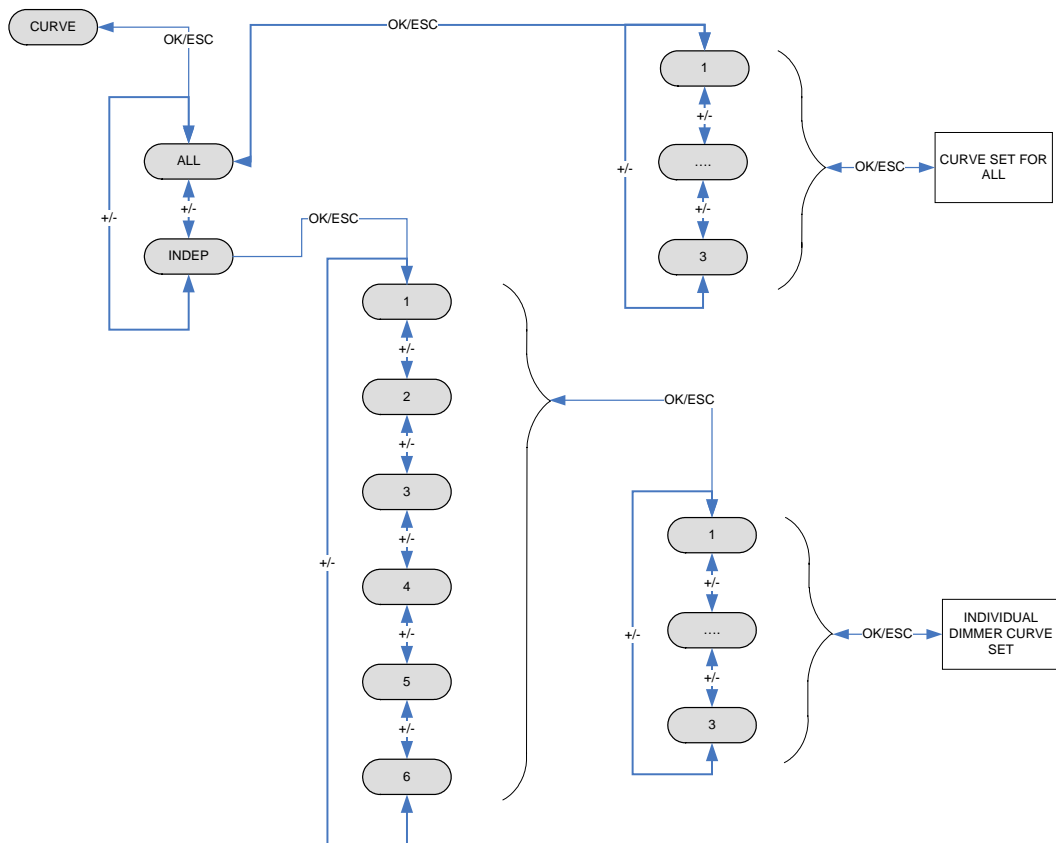 CURVE
OK/ESC
ALL
+/-
+/-
INDEP
OK/ESC
OK/ESC
1
+/-
....
+/-
+/-
3
OK/ESC
CURVE SET FOR
ALL
1
+/-
2
+/-
3
+/-
+/-
4
+/-
5
+/-
6
OK/ESC
1
+/-
....
+/-
+/-
3
OK/ESC
INDIVIDUAL
DIMMER CURVE
SET